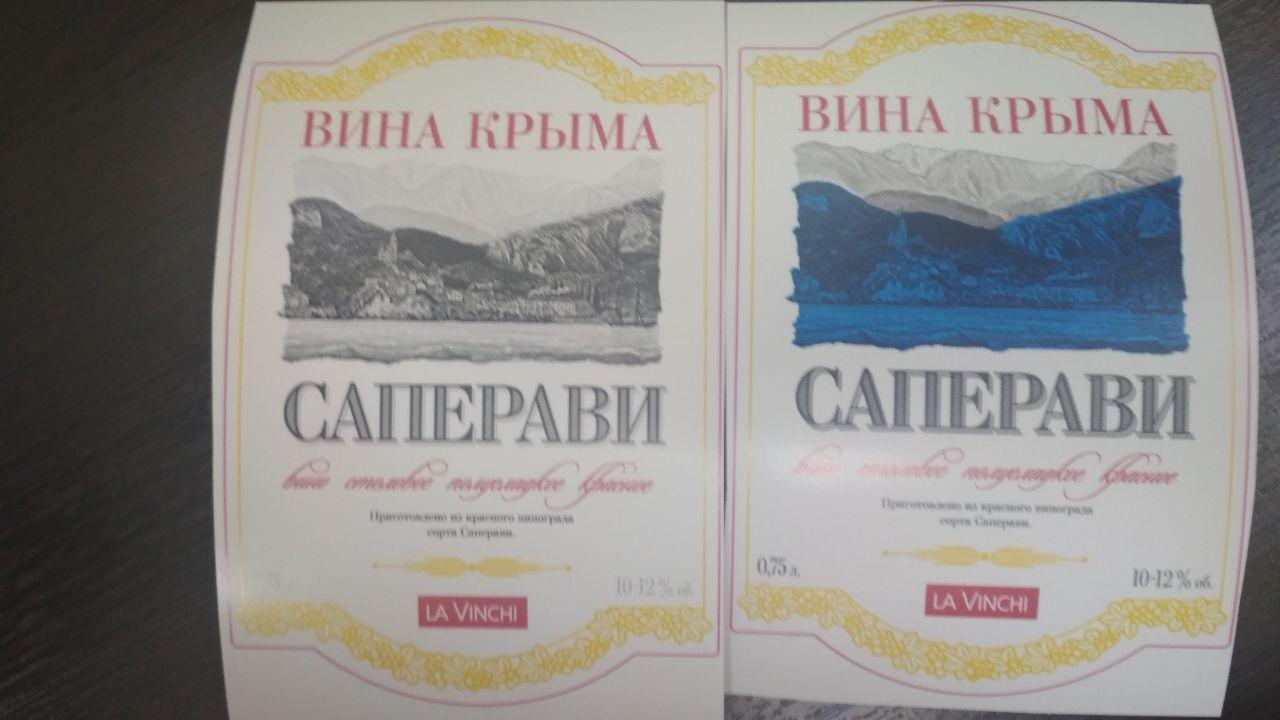 ВИНА КРЫМА
САПЕРАВИ
вино столовое полусладкое красное
Приготовлено из красного винограда
сорта Саперави.
10-12 % об.
LA VINCHI
ВИНА КРЫМА
САПЕРАВИ
вино столовое полусладкое красное
Приготовлено из красного винограда
сорта Саперави.
0,75 л.
10-12 % об.
LA VINCHI